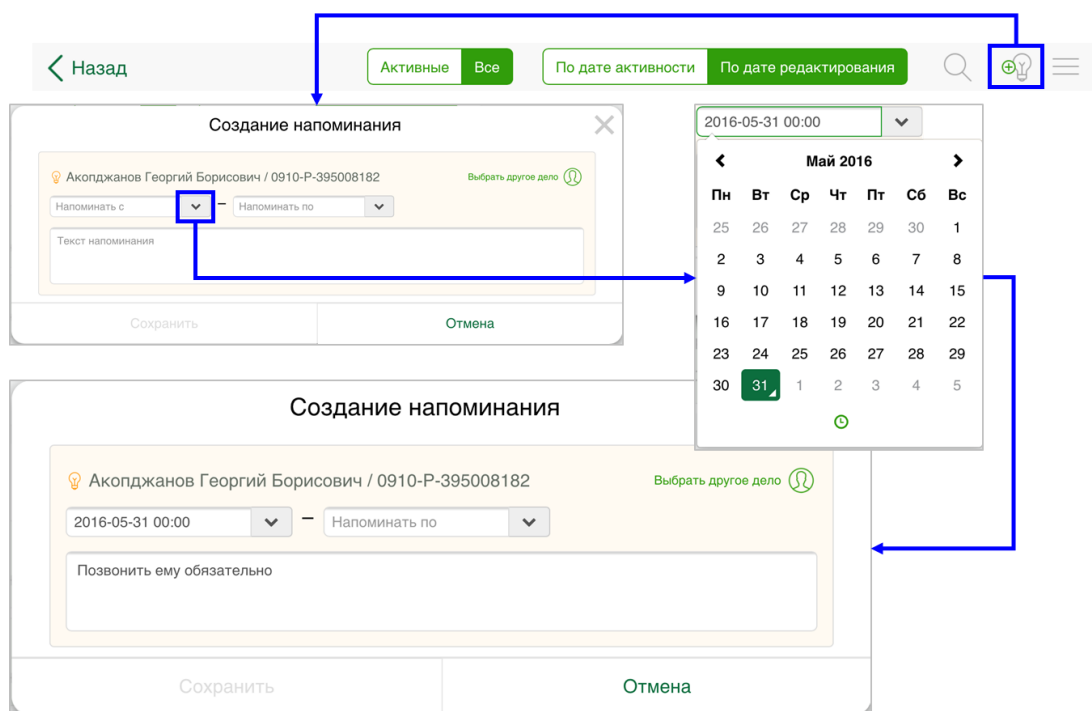 Назад
Активные Все
По дате активности По дате редактирования
Создание напоминания
Акопджанов Георгий Борисович / 0910-Р-395008182
Выбрать другое дело
Напоминать с – Напоминать по
Текст напоминания
Сохранить Отмена
2016-05-31 00:00
Май 2016
Пн Вт Ср Чт Пт Сб Вс
25 26 27 28 29 30 1
2 3 4 5 6 7 8
9 10 11 12 13 14 15
16 17 18 19 20 21 22
23 24 25 26 27 28 29
30 31 1 2 3 4 5
Создание напоминания
Акопджанов Георгий Борисович / 0910-Р-395008182
Выбрать другое дело
2016-05-31 00:00 – Напоминать по
Позвонить ему обязательно
Сохранить Отмена